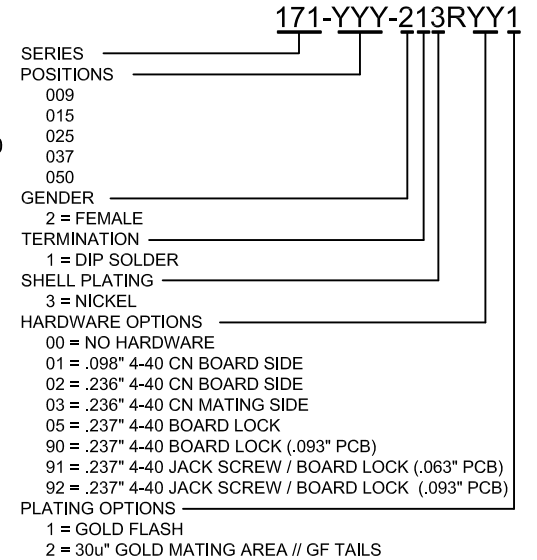 171-YYY-213RYY1
SERIES
POSITIONS
009
015
025
037
050
GENDER
2 = FEMALE
TERMINATION
1 = DIP SOLDER
SHELL PLATING
3 = NICKEL
HARDWARE OPTIONS
00 = NO HARDWARE
01 = .098" 4-40 CN BOARD SIDE
02 = .236" 4-40 CN BOARD SIDE
03 = .236" 4-40 CN MATING SIDE
05 = .237" 4-40 BOARD LOCK
90 = .237" 4-40 BOARD LOCK (.093" PCB)
91 = .237" 4-40 JACK SCREW / BOARD LOCK (.063" PCB)
92 = .237" 4-40 JACK SCREW / BOARD LOCK (.093" PCB)
PLATING OPTIONS
1 = GOLD FLASH
2 = 30u" GOLD MATING AREA // GF TAILS